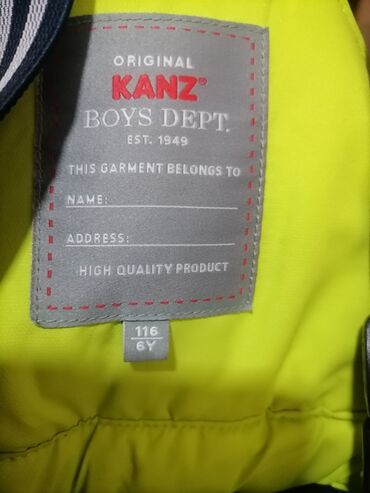 ORIGINAL
KANZ®
BOYS DEPT.
EST. 1949
THIS GARMENT BELONGS TO
NAME:
ADDRESS:
HIGH QUALITY PRODUCT
116
6Y